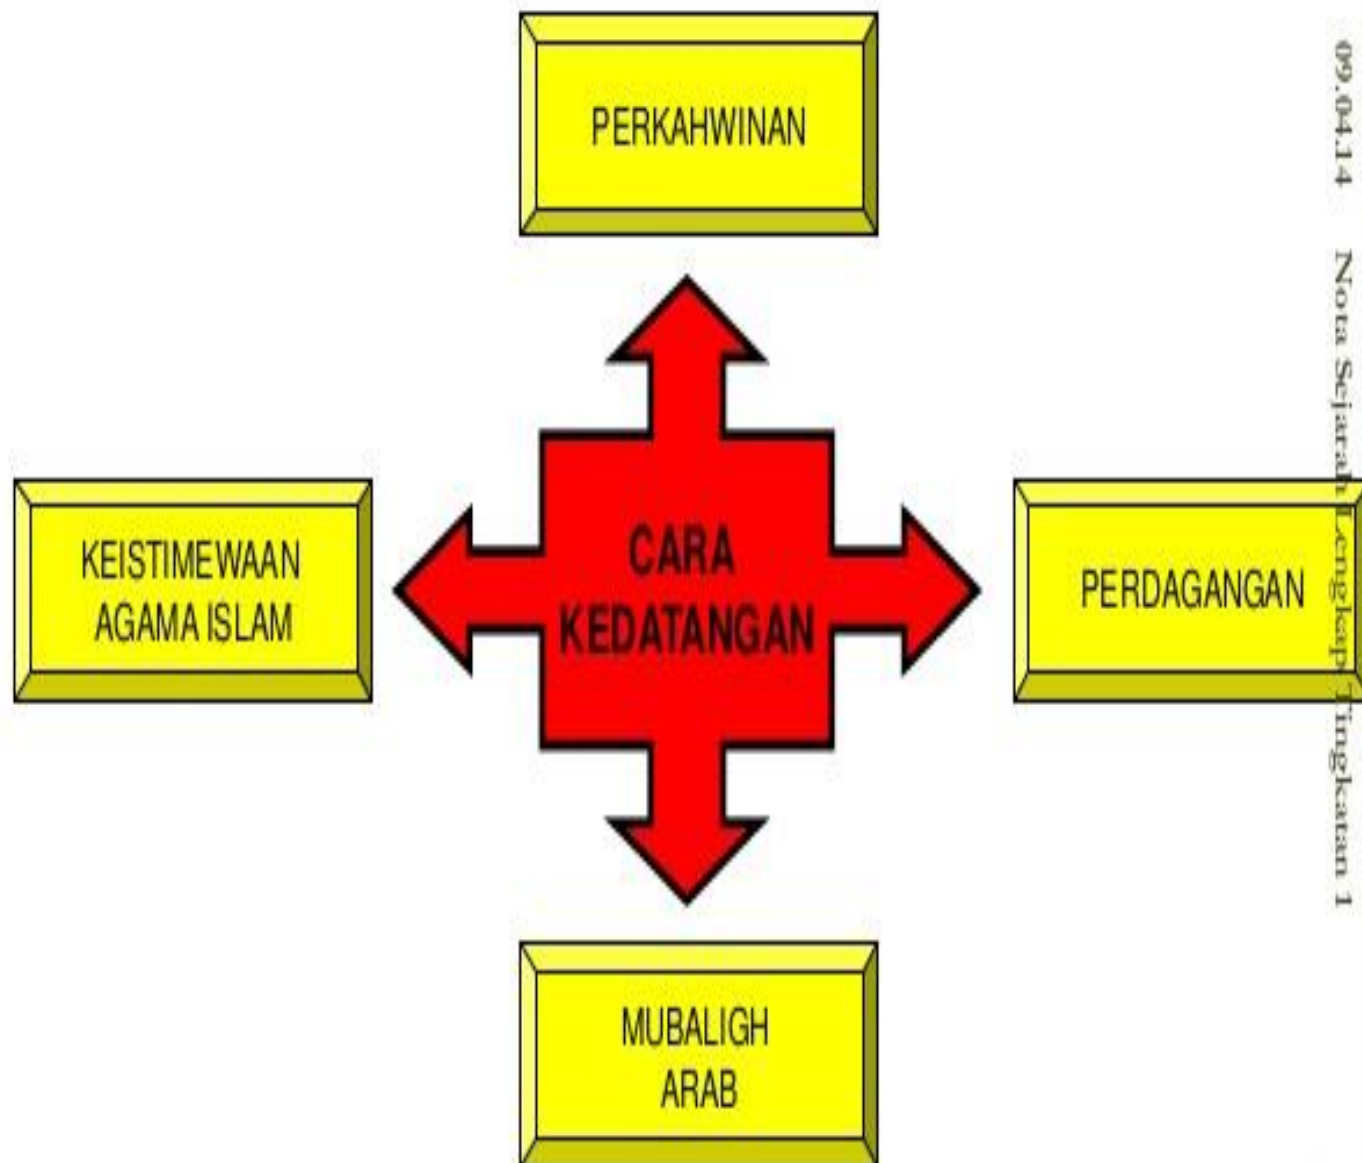 PERKAHWINAN
KEISTIMEWAAN
AGAMA ISLAM
CARA
KEDATANGAN
PERDAGANGAN
MUBALIGH
ARAB
09.04.14 Nota Sejarah Lengkap Tingkatan 1